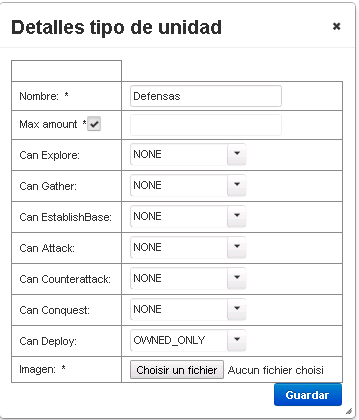 Detalles tipo de unidad ×
Nombre: * Defensas
Max amount *
Can Explore: NONE
Can Gather: NONE
Can EstablishBase: NONE
Can Attack: NONE
Can Counterattack: NONE
Can Conquest: NONE
Can Deploy: OWNED_ONLY
Imagen: * Choisir un fichier Aucun fichier choisi
Guardar